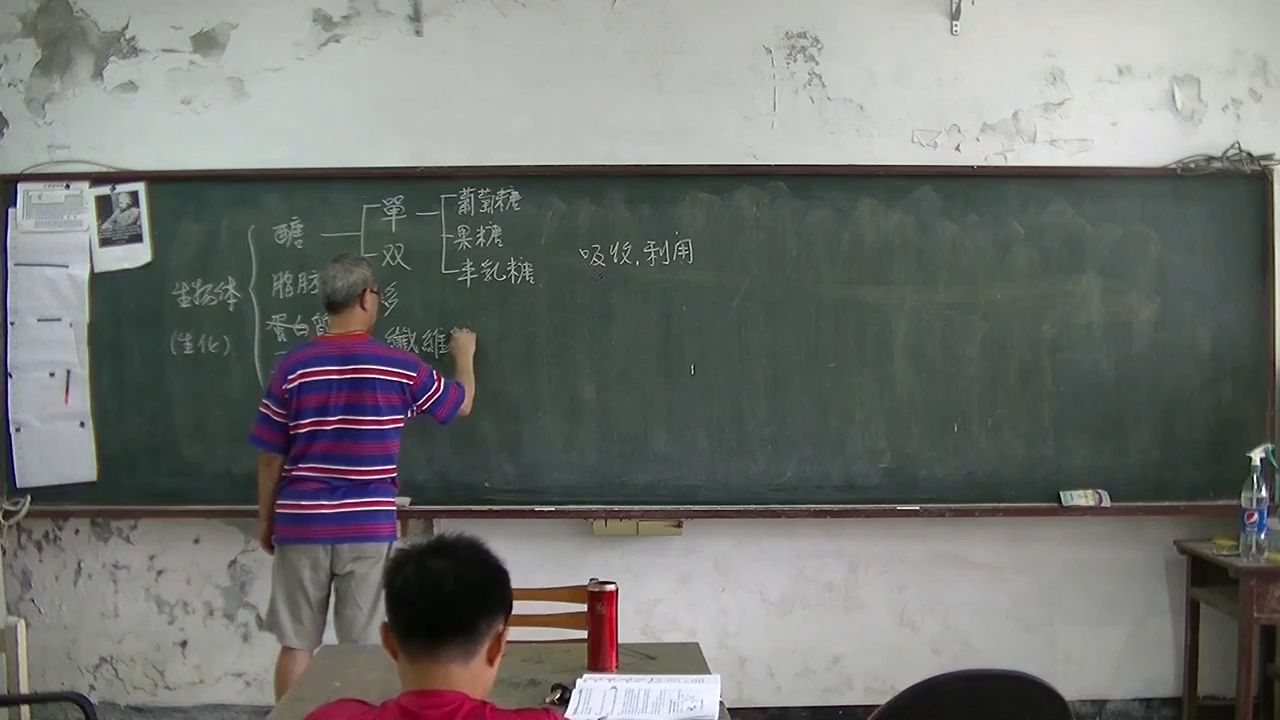 生物体
(生化)
醣
脂肪
蛋白質
單
双
多
纖維
葡萄糖
果糖
半乳糖
吸收,利用